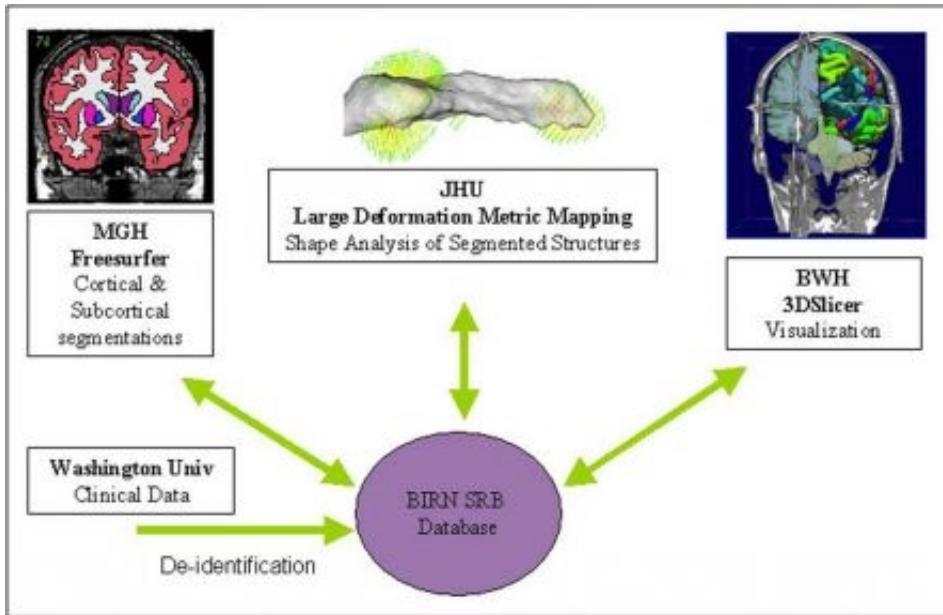 74
MGH
Freesurfer
Cortical &
Subcortical
segmentations
JHU
Large Deformation Metric Mapping
Shape Analysis of Segmented Structures
BWH
3DSlicer
Visualization
Washington Univ
Clinical Data
De-identification
BIRN SRB
Database